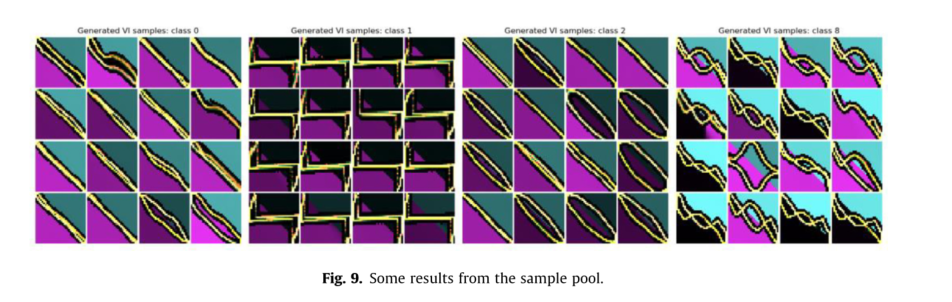 Generated VI samples: class 0
Generated VI samples: class 1
Generated VI samples: class 2
Generated VI samples: class 8
Fig. 9. Some results from the sample pool.